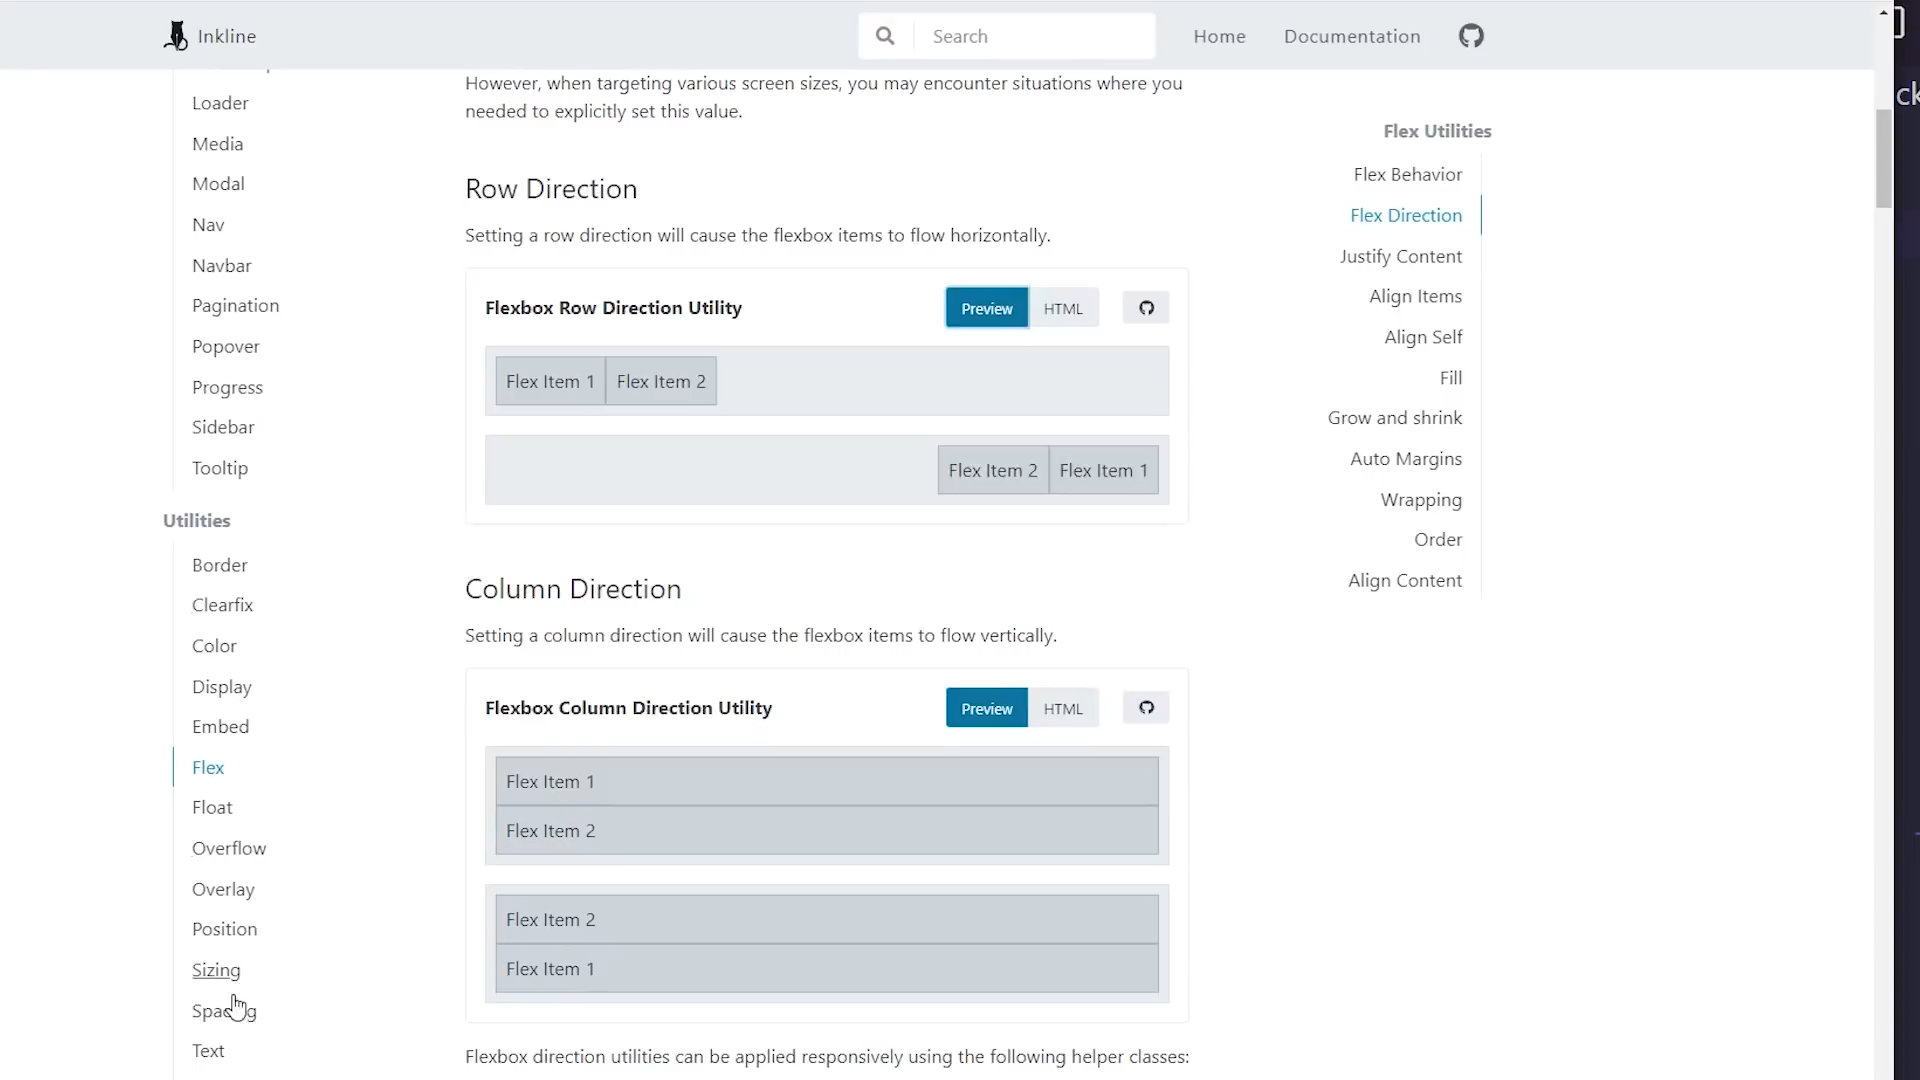 Inkline
Search
Home
Documentation
Loader
Media
Modal
Nav
Navbar
Pagination
Popover
Progress
Sidebar
Tooltip
Utilities
Border
Clearfix
Color
Display
Embed
Flex
Float
Overflow
Overlay
Position
Sizing
Text
However, when targeting various screen sizes, you may encounter situations where you
needed to explicitly set this value.
Row Direction
Setting a row direction will cause the flexbox items to flow horizontally.
Flexbox Row Direction Utility
Preview
HTML
Flex Item 1
Flex Item 2
Flex Item 2
Flex Item 1
Column Direction
Setting a column direction will cause the flexbox items to flow vertically.
Flexbox Column Direction Utility
Preview
HTML
Flex Item 1
Flex Item 2
Flex Item 2
Flex Item 1
Flexbox direction utilities can be applied responsively using the following helper classes:
Flex Utilities
Flex Behavior
Flex Direction
Justify Content
Align Items
Align Self
Fill
Grow and shrink
Auto Margins
Wrapping
Order
Align Content
ck